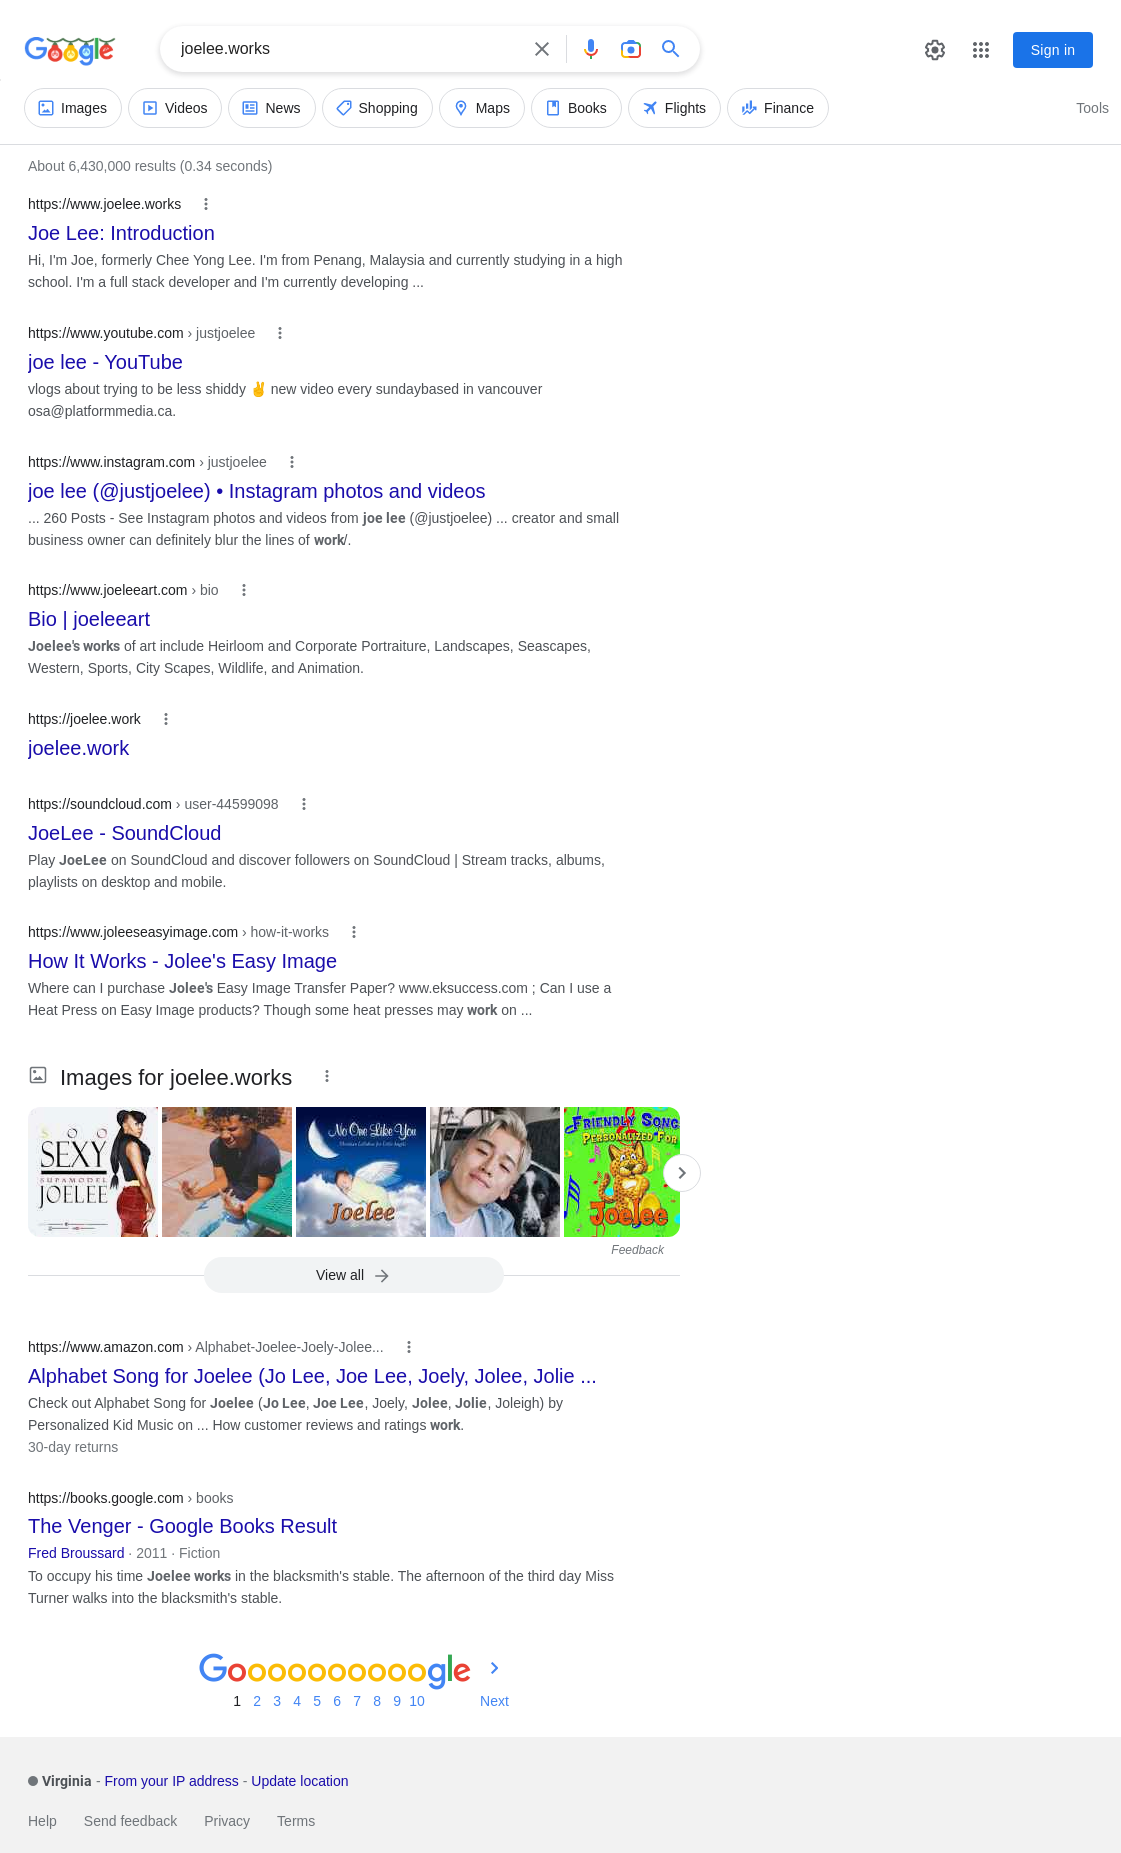 Google
joelee.works
Sign in
Images
Videos
News
Shopping
Maps
Books
Flights
Finance
Tools
About 6,430,000 results (0.34 seconds)
https://www.joelee.works
Joe Lee: Introduction
Hi, I'm Joe, formerly Chee Yong Lee. I'm from Penang, Malaysia and currently studying in a high
school. I'm a full stack developer and I'm currently developing ...
https://www.youtube.com › justjoelee
joe lee - YouTube
vlogs about trying to be less shiddy ✌️ new video every sundaybased in vancouver
osa@platformmedia.ca.
https://www.instagram.com › justjoelee
joe lee (@justjoelee) • Instagram photos and videos
... 260 Posts - See Instagram photos and videos from joe lee (@justjoelee) ... creator and small
business owner can definitely blur the lines of work/.
https://www.joeleeart.com › bio
Bio | joeleeart
Joelee's works of art include Heirloom and Corporate Portraiture, Landscapes, Seascapes,
Western, Sports, City Scapes, Wildlife, and Animation.
https://joelee.work
joelee.work
https://soundcloud.com › user-44599098
JoeLee - SoundCloud
Play JoeLee on SoundCloud and discover followers on SoundCloud | Stream tracks, albums,
playlists on desktop and mobile.
https://www.joleeseasyimage.com › how-it-works
How It Works - Jolee's Easy Image
Where can I purchase Jolee's Easy Image Transfer Paper? www.eksuccess.com ; Can I use a
Heat Press on Easy Image products? Though some heat presses may work on ...
Images for joelee.works
SOO
SEXY
SUPAMODEL
JOELEE
No One Like You
Christian Lullabies for Little Angels
Joelee
FRIENDLY SONG
PERSONALIZED FOR
Joelee
Feedback
View all
https://www.amazon.com › Alphabet-Joelee-Joely-Jolee...
Alphabet Song for Joelee (Jo Lee, Joe Lee, Joely, Jolee, Jolie ...
Check out Alphabet Song for Joelee (Jo Lee, Joe Lee, Joely, Jolee, Jolie, Joleigh) by
Personalized Kid Music on ... How customer reviews and ratings work.
30-day returns
https://books.google.com › books
The Venger - Google Books Result
Fred Broussard · 2011 · Fiction
To occupy his time Joelee works in the blacksmith's stable. The afternoon of the third day Miss
Turner walks into the blacksmith's stable.
Goooooooooogle
1 2 3 4 5 6 7 8 9 10 Next
Virginia - From your IP address - Update location
Help Send feedback Privacy Terms